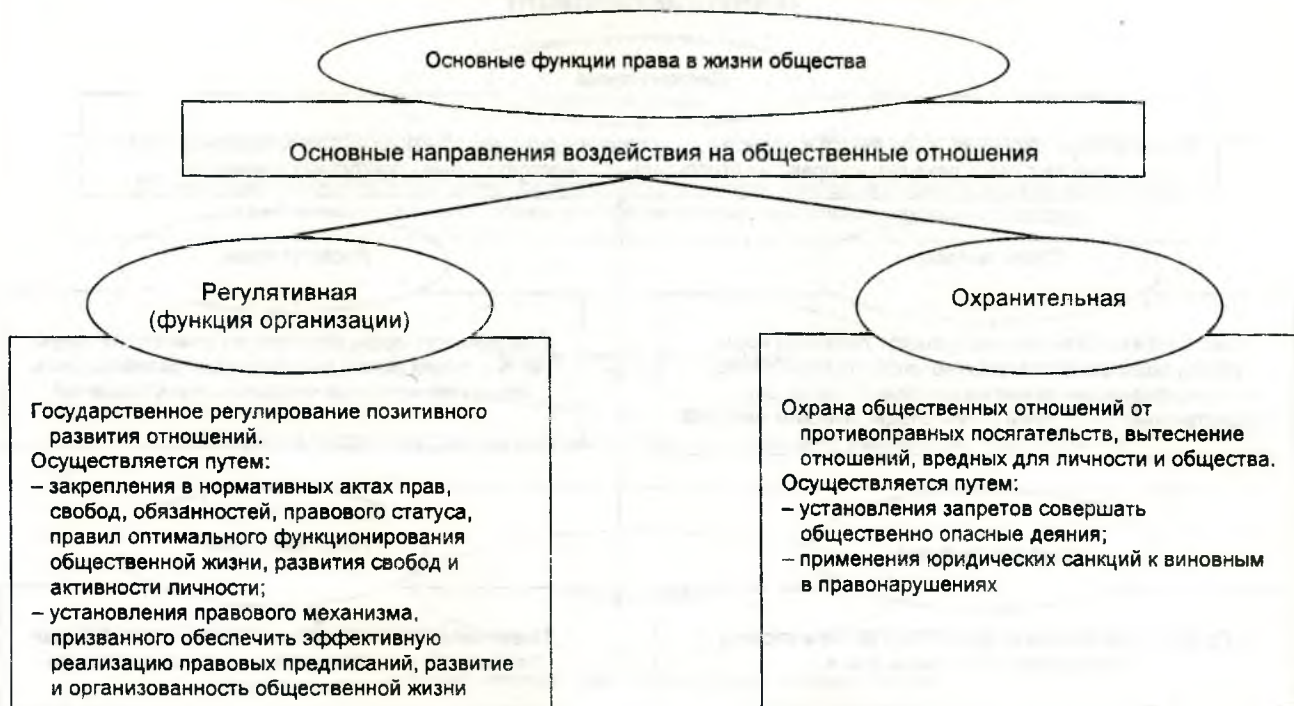 Основные функции права в жизни общества
Основные направления воздействия на общественные отношения
Регулятивная
(функция организации)
Государственное регулирование позитивного
развития отношений.
Осуществляется путем:
– закрепления в нормативных актах прав,
свобод, обязанностей, правового статуса,
правил оптимального функционирования
общественной жизни, развития свобод и
активности личности;
– установления правового механизма,
призванного обеспечить эффективную
реализацию правовых предписаний, развитие
и организованность общественной жизни
Охранительная
Охрана общественных отношений от
противоправных посягательств, вытеснение
отношений, вредных для личности и общества.
Осуществляется путем:
– установления запретов совершать
общественно опасные деяния;
– применения юридических санкций к виновным
в правонарушениях